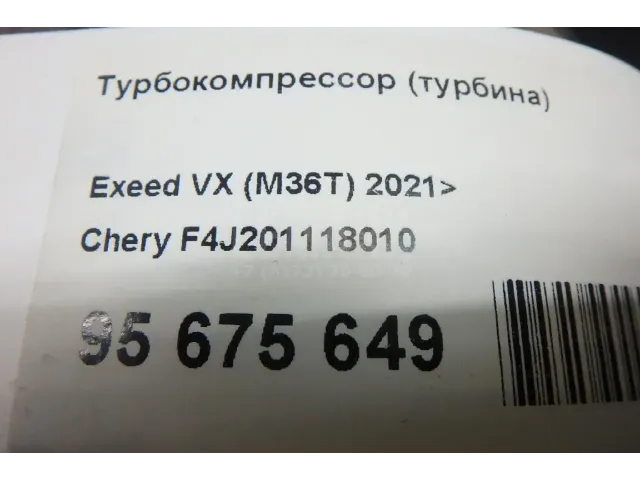 Турбокомпрессор (турбина)
Exeed VX (M36T) 2021>
Chery F4J201118010
95 675 649